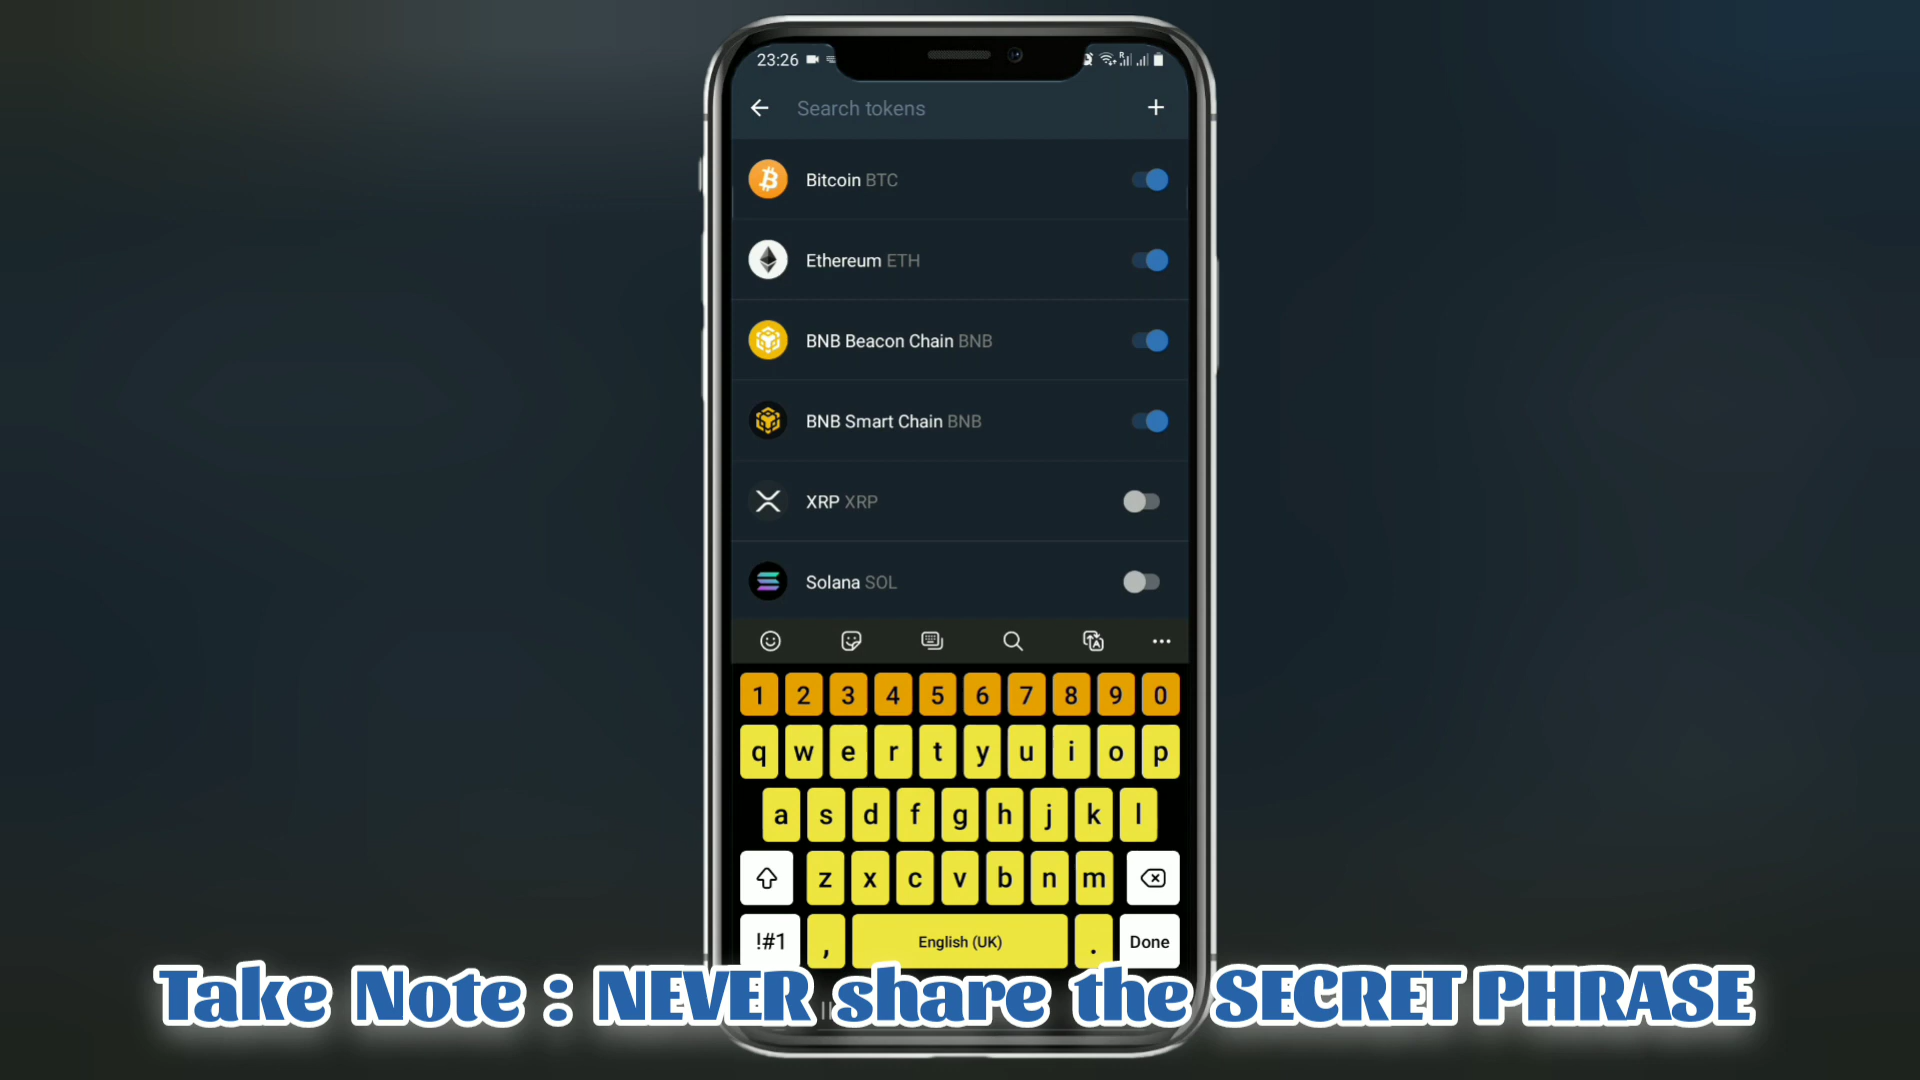 23:26
Search tokens
Bitcoin BTC
Ethereum ETH
BNB Beacon Chain BNB
BNB Smart Chain BNB
XRP XRP
Solana SOL
1 2 3 4 5 6 7 8 9 0
q w e r t y u i o p
a s d f g h j k l
z x c v b n m
!#1 , English (UK) . Done
Take Note : NEVER share the SECRET PHRASE